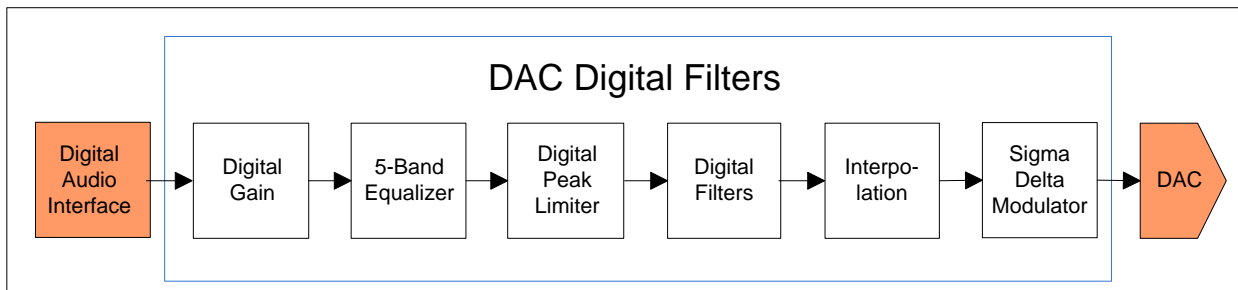 DAC Digital Filters
Digital
Audio
Interface
Digital
Gain
5-Band
Equalizer
Digital
Peak
Limiter
Digital
Filters
Interpo-
lation
Sigma
Delta
Modulator
DAC